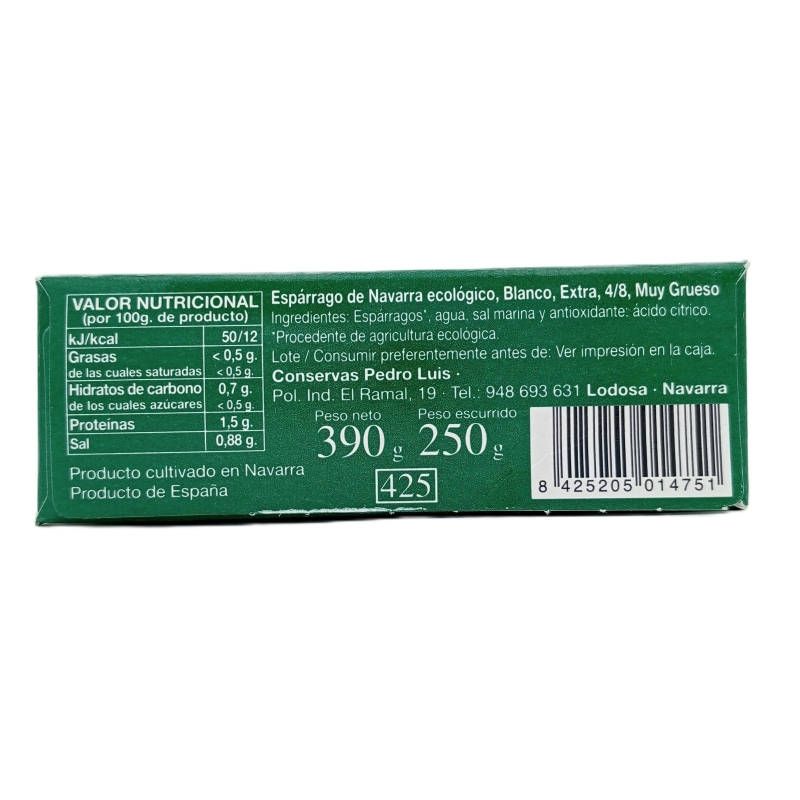 VALOR NUTRICIONAL
(por 100g. de producto)
kJ/kcal 50/12
Grasas < 0,5 g.
de las cuales saturadas < 0,5 g.
Hidratos de carbono 0,7 g.
de los cuales azúcares < 0,5 g.
Proteínas 1,5 g.
Sal 0,88 g.
Producto cultivado en Navarra
Producto de España
Espárrago de Navarra ecológico, Blanco, Extra, 4/8, Muy Grueso
Ingredientes: Espárragos*, agua, sal marina y antioxidante: ácido cítrico.
*Procedente de agricultura ecológica.
Lote / Consumir preferentemente antes de: Ver impresión en la caja.
Conservas Pedro Luis ·
Pol. Ind. El Ramal, 19 · Tel.: 948 693 631 Lodosa · Navarra
Peso neto Peso escurrido
390 g 250 g
425
8 425205 014751